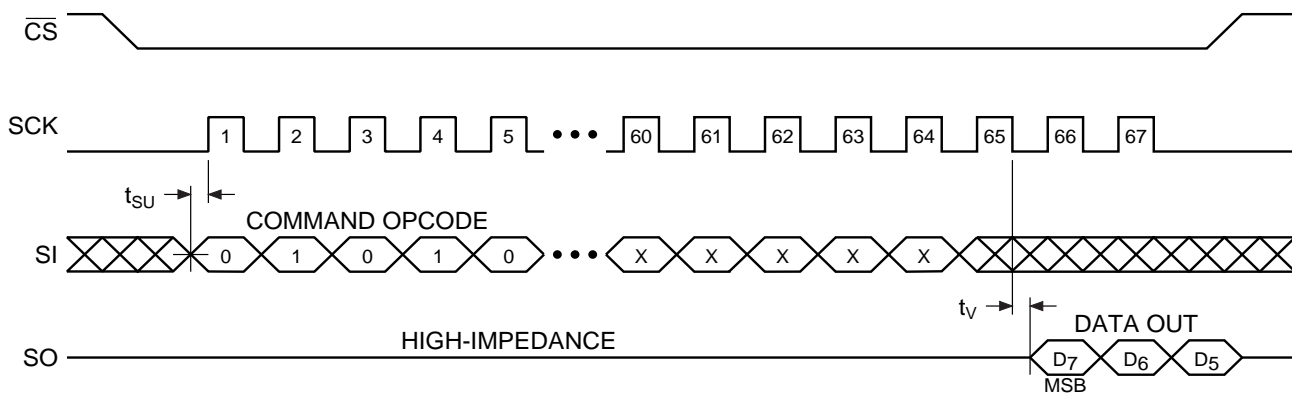 CS
SCK 1 2 3 4 5 ••• 60 61 62 63 64 65 66 67
tSU
COMMAND OPCODE
SI 0 1 0 1 0 ••• X X X X X
tV
HIGH-IMPEDANCE DATA OUT
SO D7 D6 D5
MSB